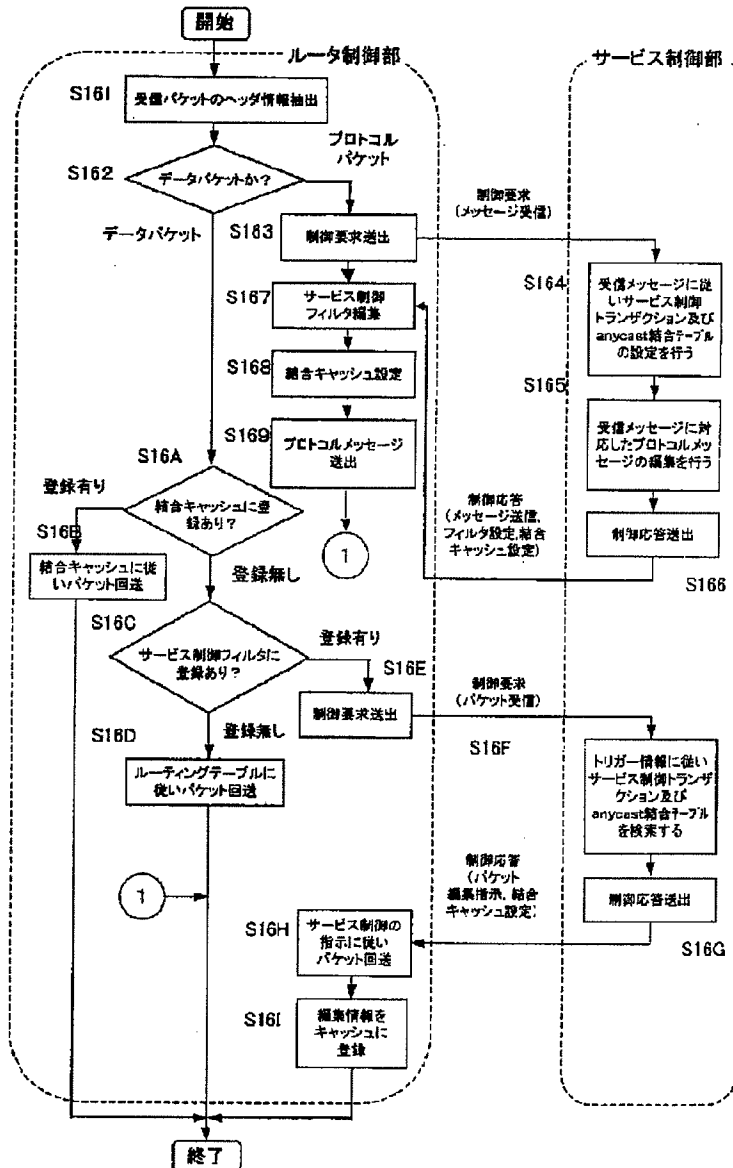 開始
ルータ制御部
サービス制御部
S161
受信パケットのヘッダ情報抽出
S162
データパケットか?
プロトコル
パケット
データパケット
S163
制御要求送出
制御要求
(メッセージ受信)
S164
受信メッセージに従
いサービス制御
トランザクション及び
anycast結合テーブル
の設定を行う
S167
サービス制御
フィルタ編集
S168
結合キャッシュ設定
S165
受信メッセージに対
応したプロトコルメッ
セージの編集を行う
S169
プロトコルメッセージ
送出
S16A
結合キャッシュに登
録あり?
登録有り
登録無し
1
制御応答
(メッセージ送信,
フィルタ設定,結合
キャッシュ設定)
制御応答送出
S166
S16B
結合キャッシュに従
いパケット回送
S16C
サービス制御フィルタに
登録あり?
登録有り
登録無し
S16E
制御要求送出
制御要求
(パケット受信)
S16F
トリガー情報に従い
サービス制御トランザ
クション及び
anycast結合テーブル
を検索する
S16D
ルーティングテーブルに
従いパケット回送
1
制御応答
(パケット
編集指示,結合
キャッシュ設定)
制御応答送出
S16G
S16H
サービス制御の
指示に従い
パケット回送
S16I
編集情報を
キャッシュに
登録
終了